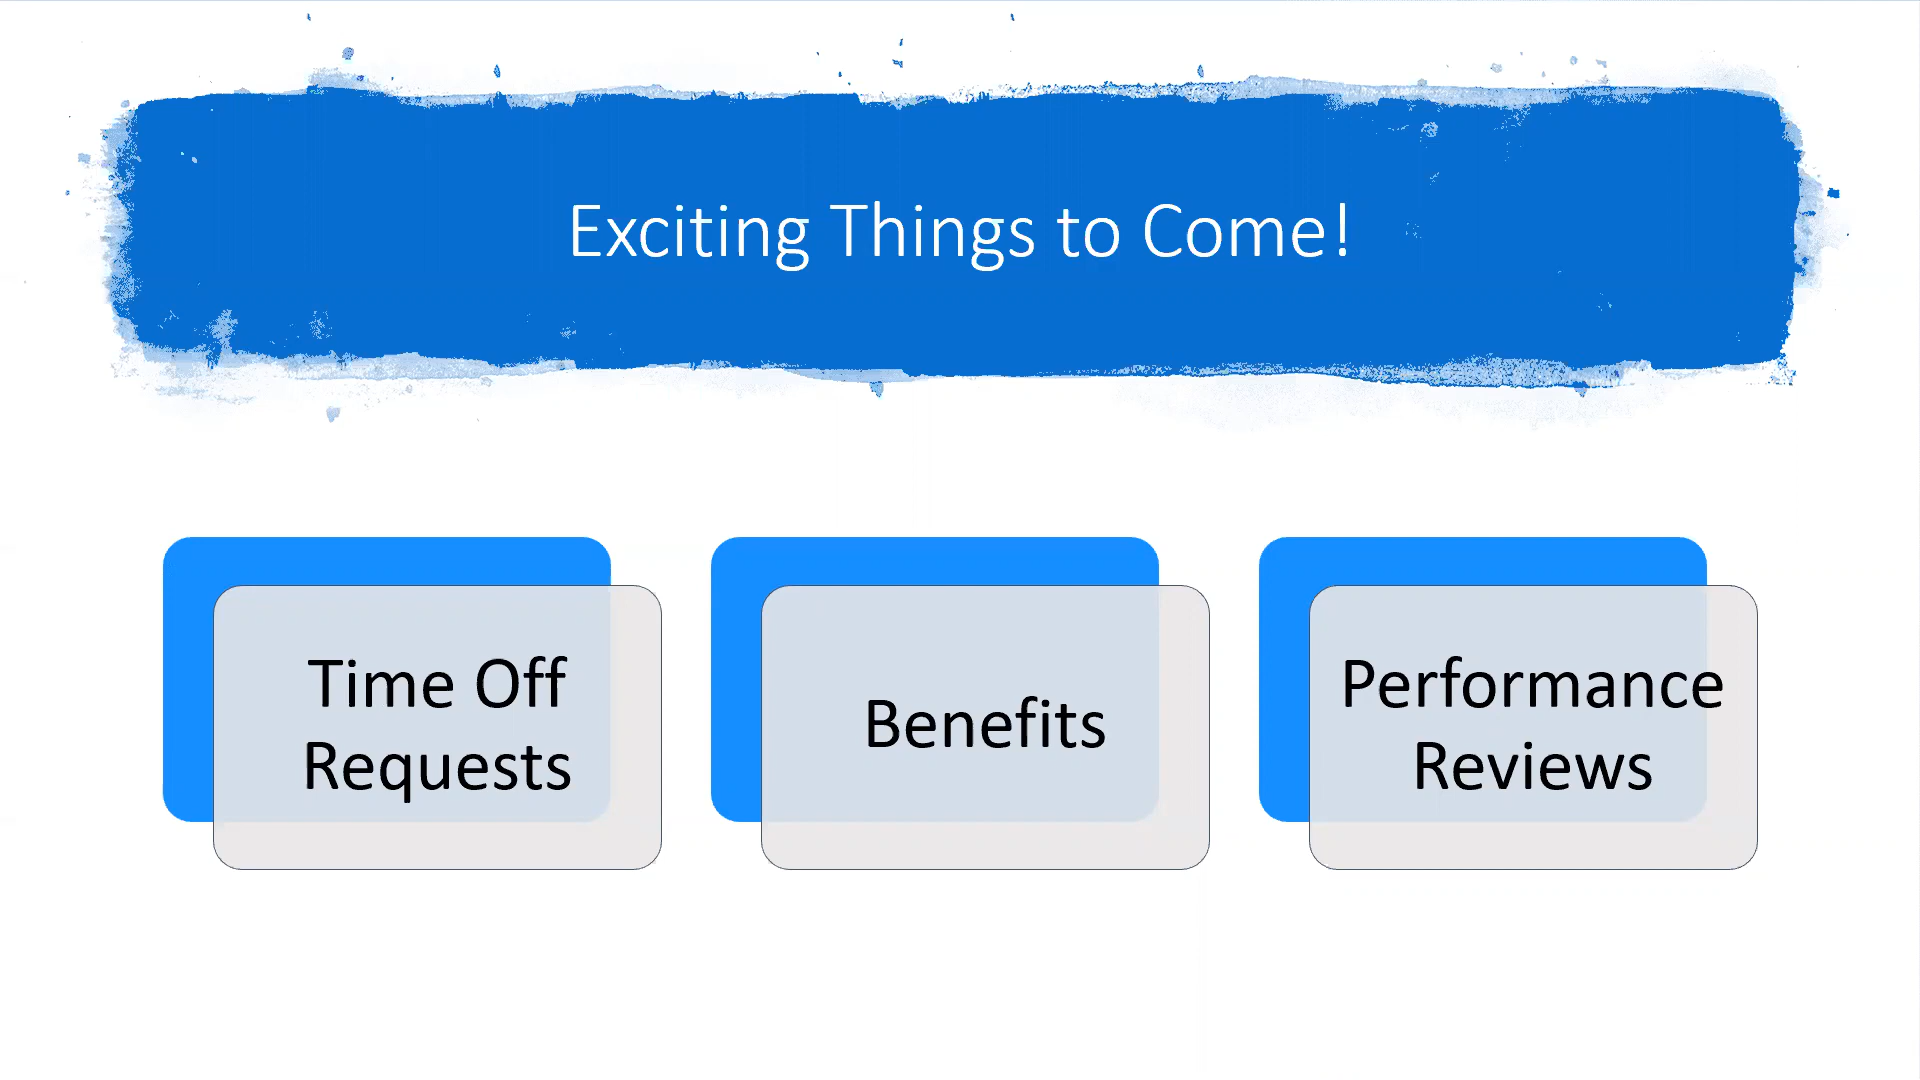 Exciting Things to Come!
Time Off
Requests
Benefits
Performance
Reviews